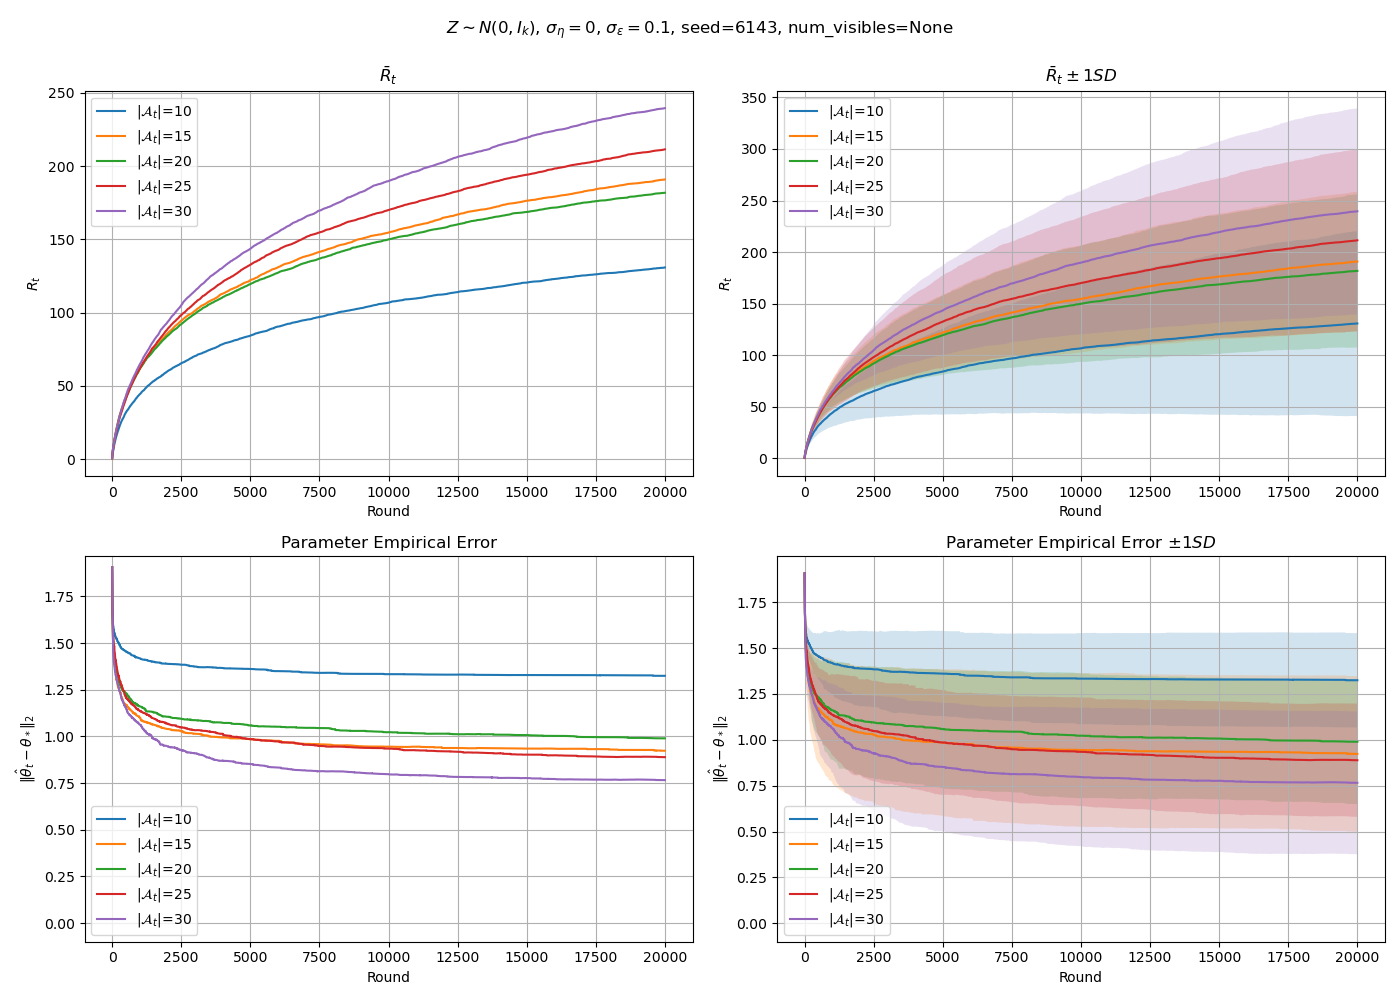 Z ∼ N(0, I_k), σ_η = 0, σ_ε = 0.1, seed=6143, num_visibles=None
R̄_t
250
200
150
100
50
0
R_t
|𝒜_t|=10
|𝒜_t|=15
|𝒜_t|=20
|𝒜_t|=25
|𝒜_t|=30
0 2500 5000 7500 10000 12500 15000 17500 20000
Round
R̄_t ± 1SD
350
300
250
200
150
100
50
0
R_t
|𝒜_t|=10
|𝒜_t|=15
|𝒜_t|=20
|𝒜_t|=25
|𝒜_t|=30
0 2500 5000 7500 10000 12500 15000 17500 20000
Round
Parameter Empirical Error
1.75
1.50
1.25
1.00
0.75
0.50
0.25
0.00
‖θ̂_t − θ_*‖_2
|𝒜_t|=10
|𝒜_t|=15
|𝒜_t|=20
|𝒜_t|=25
|𝒜_t|=30
0 2500 5000 7500 10000 12500 15000 17500 20000
Round
Parameter Empirical Error ±1SD
1.75
1.50
1.25
1.00
0.75
0.50
0.25
0.00
‖θ̂_t − θ_*‖_2
|𝒜_t|=10
|𝒜_t|=15
|𝒜_t|=20
|𝒜_t|=25
|𝒜_t|=30
0 2500 5000 7500 10000 12500 15000 17500 20000
Round